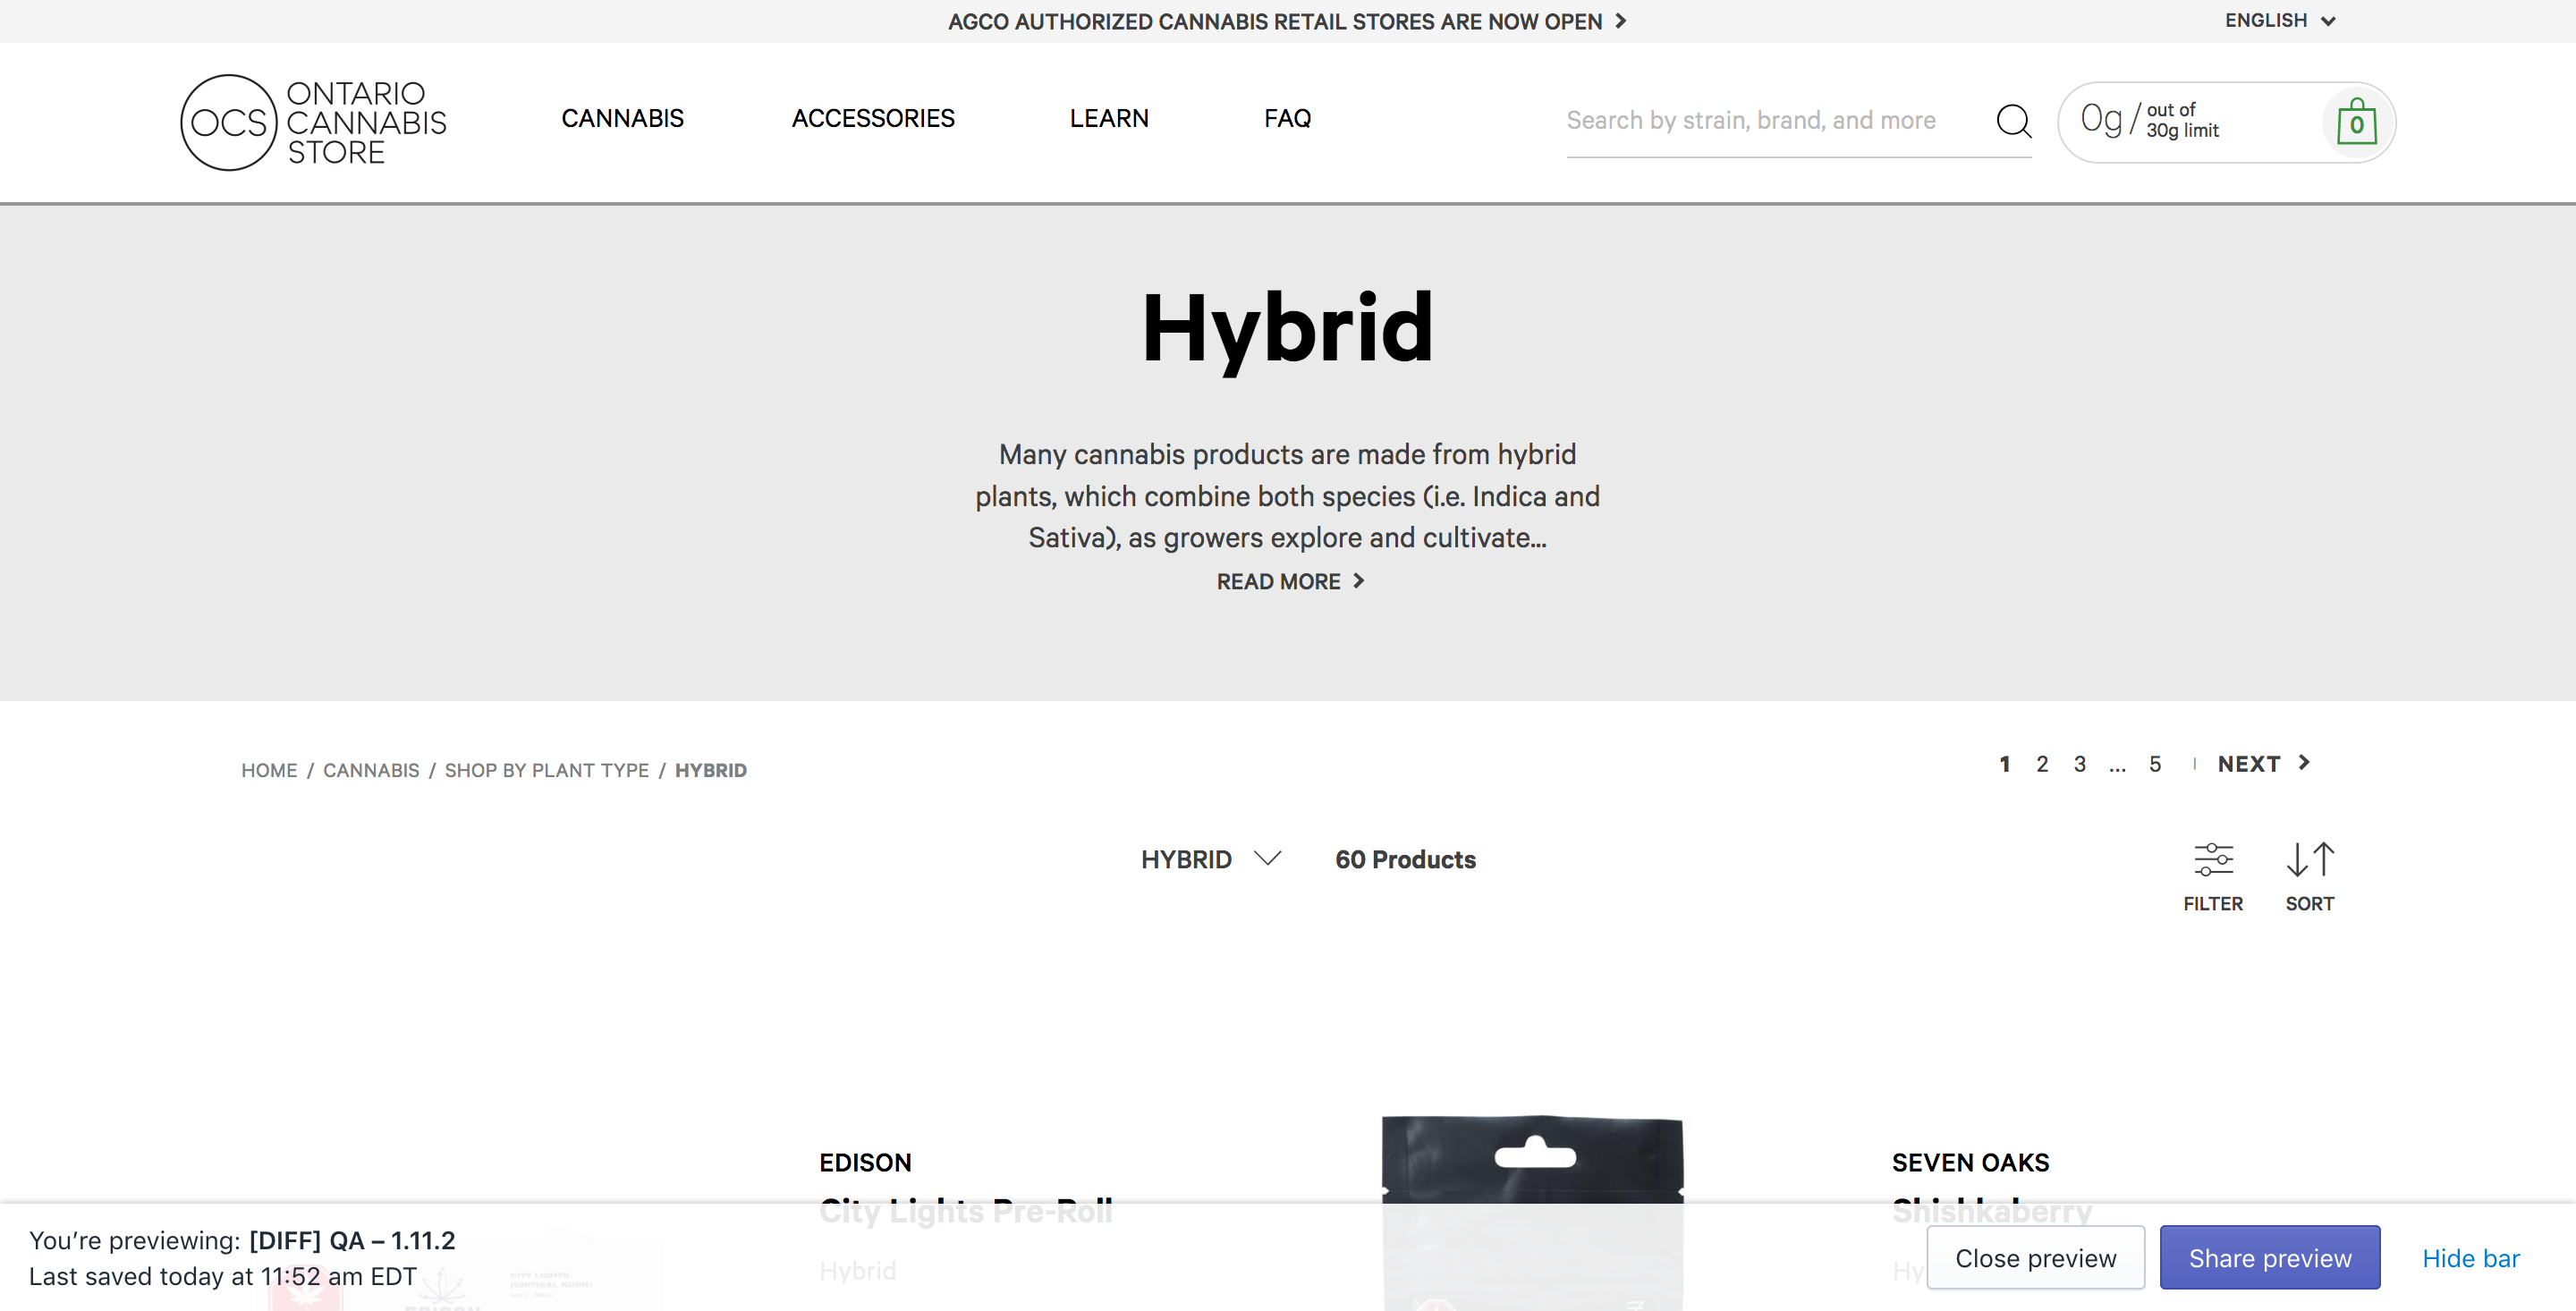 AGCO AUTHORIZED CANNABIS RETAIL STORES ARE NOW OPEN
ENGLISH
OCS
ONTARIO
CANNABIS
STORE
CANNABIS
ACCESSORIES
LEARN
FAQ
Search by strain, brand, and more
0g/
out of
30g limit
0
Hybrid
Many cannabis products are made from hybrid
plants, which combine both species (i.e. Indica and
Sativa), as growers explore and cultivate...
READ MORE
HOME / CANNABIS / SHOP BY PLANT TYPE / HYBRID
1 2 3 ... 5 | NEXT
HYBRID
60 Products
FILTER
SORT
EDISON
City Lights Pre-Roll
Hybrid
SEVEN OAKS
Shishkaberry
Hy
You're previewing: [DIFF] QA – 1.11.2
Last saved today at 11:52 am EDT
CITY LIGHTS
(CRITICAL KUSH)
EDISON
Close preview
Share preview
Hide bar